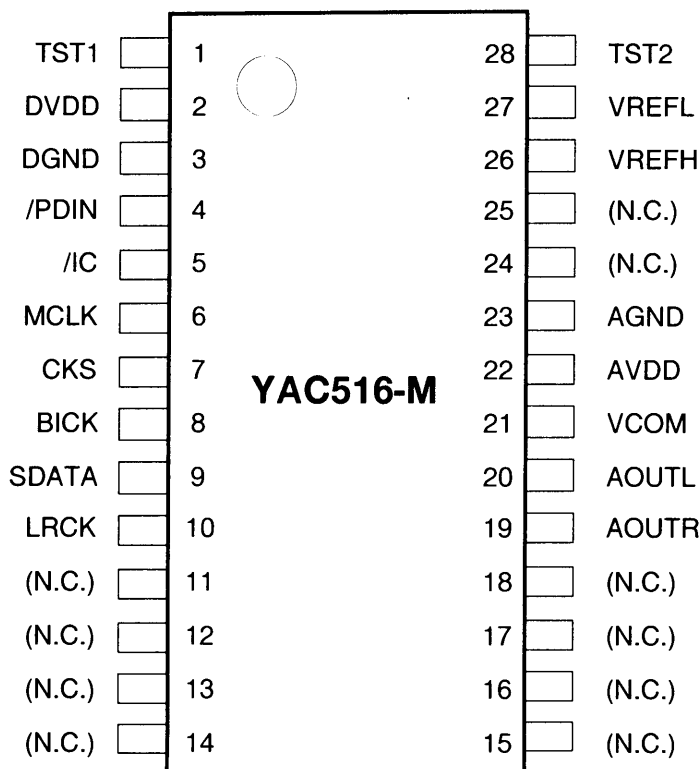 TST1 1 28 TST2
DVDD 2 27 VREFL
DGND 3 26 VREFH
/PDIN 4 25 (N.C.)
/IC 5 24 (N.C.)
MCLK 6 23 AGND
CKS 7 22 AVDD
YAC516-M
BICK 8 21 VCOM
SDATA 9 20 AOUTL
LRCK 10 19 AOUTR
(N.C.) 11 18 (N.C.)
(N.C.) 12 17 (N.C.)
(N.C.) 13 16 (N.C.)
(N.C.) 14 15 (N.C.)